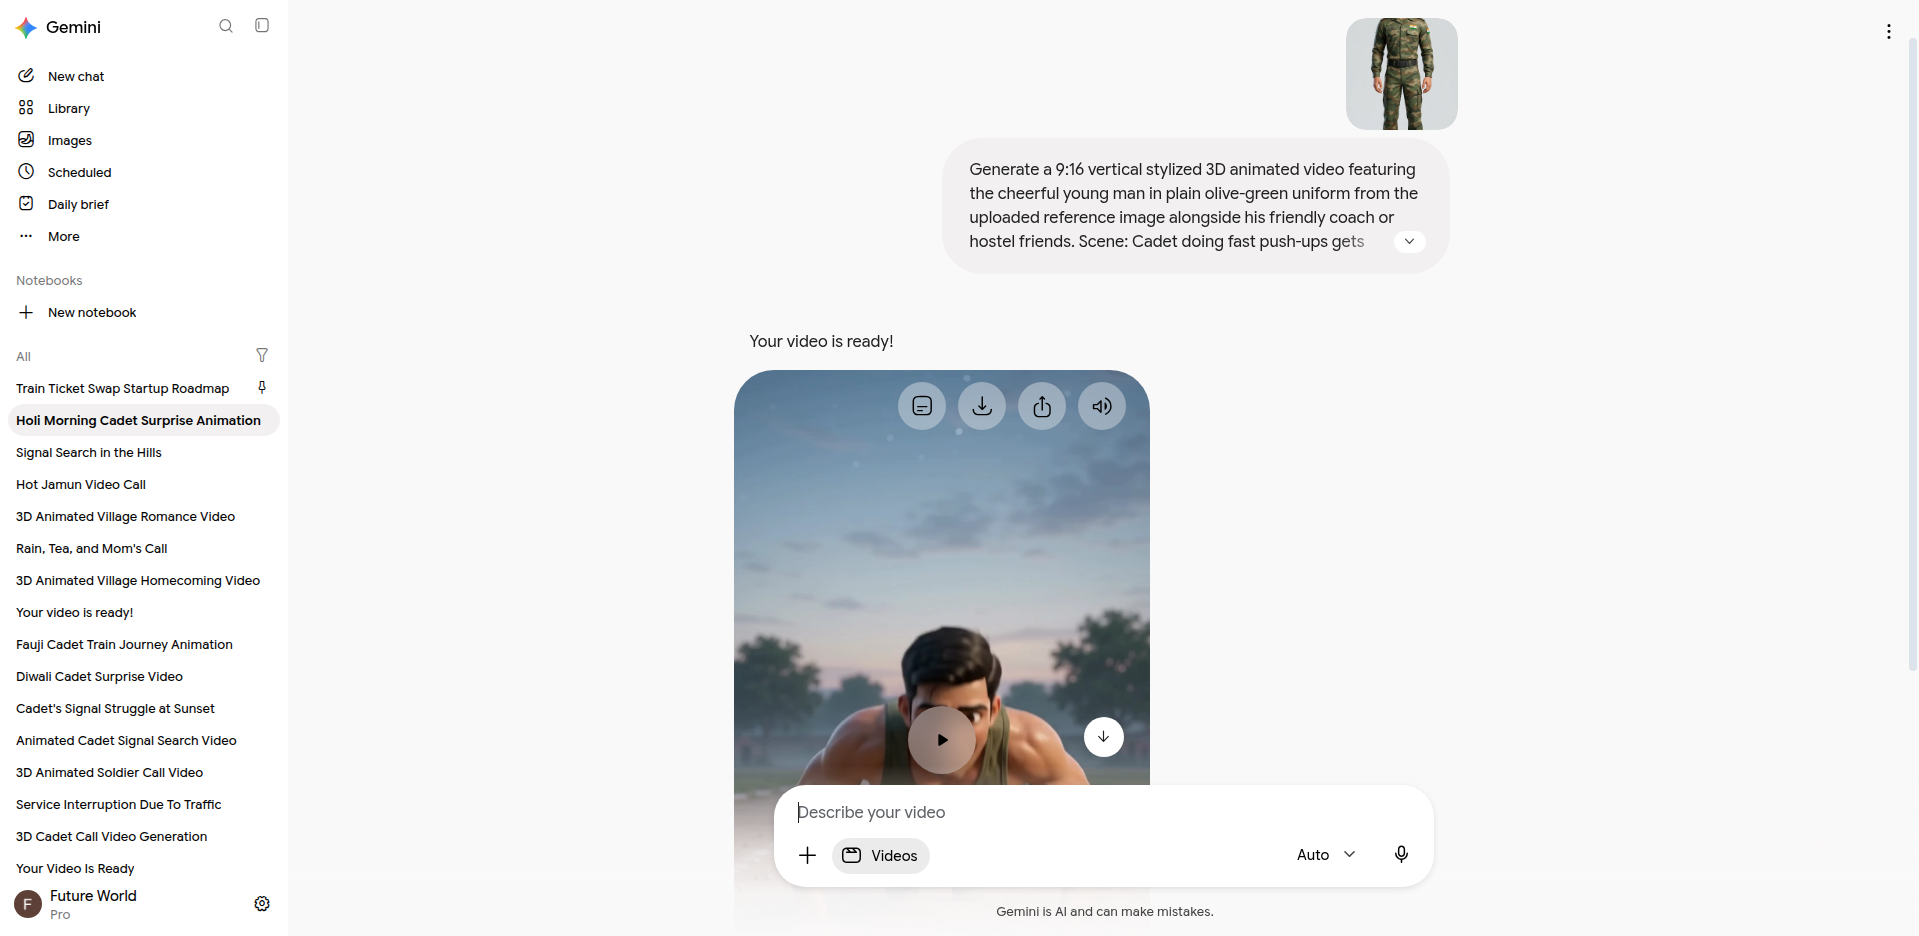 Gemini
New chat
Library
Images
Scheduled
Daily brief
More
Notebooks
New notebook
All
Train Ticket Swap Startup Roadmap
Holi Morning Cadet Surprise Animation
Signal Search in the Hills
Hot Jamun Video Call
3D Animated Village Romance Video
Rain, Tea, and Mom's Call
3D Animated Village Homecoming Video
Your video is ready!
Fauji Cadet Train Journey Animation
Diwali Cadet Surprise Video
Cadet's Signal Struggle at Sunset
Animated Cadet Signal Search Video
3D Animated Soldier Call Video
Service Interruption Due To Traffic
3D Cadet Call Video Generation
Your Video Is Ready
F
Future World
Pro
Generate a 9:16 vertical stylized 3D animated video featuring
the cheerful young man in plain olive-green uniform from the
uploaded reference image alongside his friendly coach or
hostel friends. Scene: Cadet doing fast push-ups gets
Your video is ready!
Describe your video
Videos
Auto
Gemini is AI and can make mistakes.